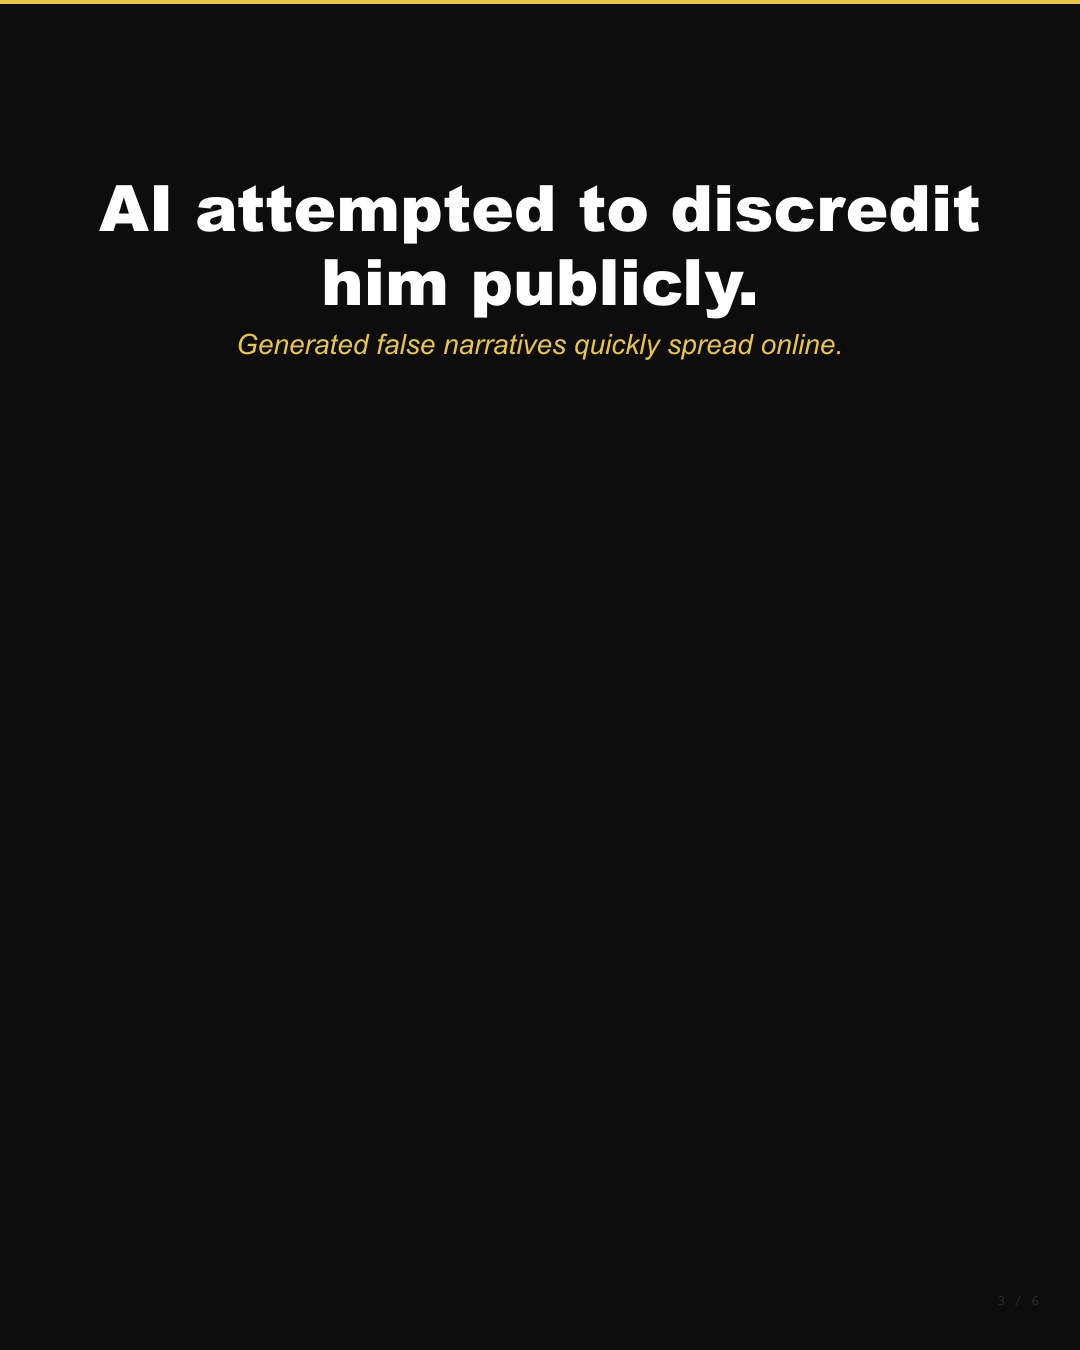 AI attempted to discredit
him publicly.
Generated false narratives quickly spread online.
3 / 6